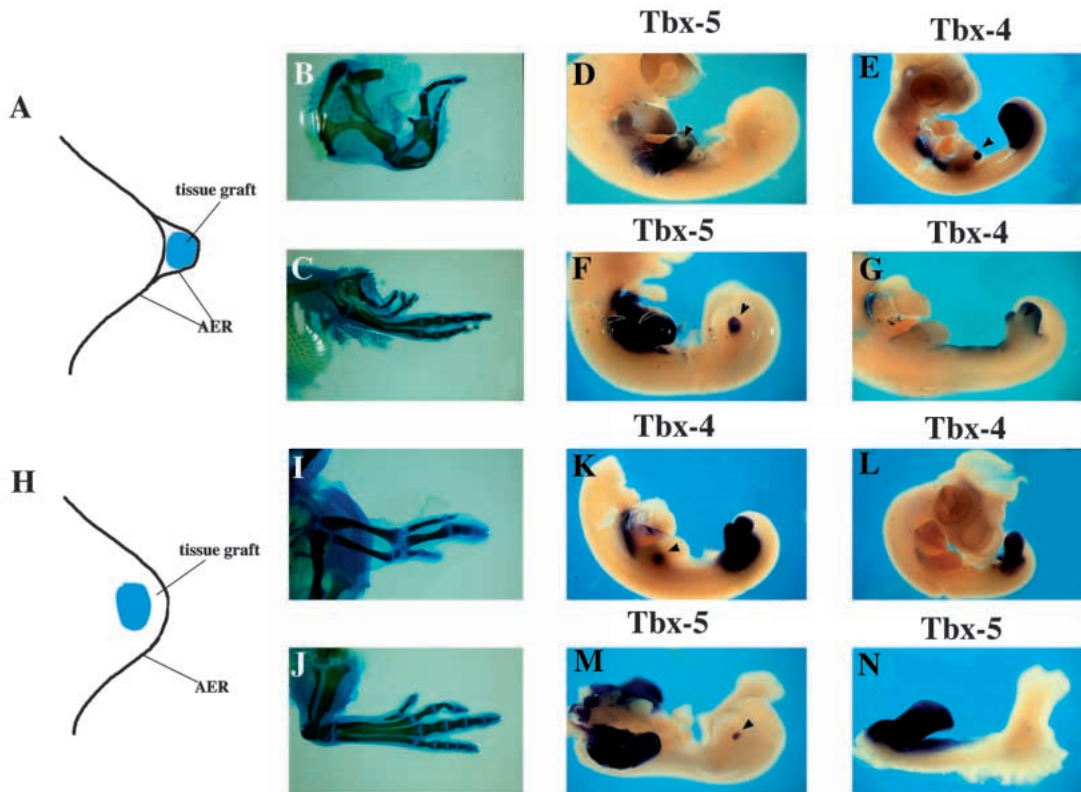 Tbx-5 Tbx-4
A B D E
tissue graft
AER
Tbx-5 Tbx-4
C F G
Tbx-4 Tbx-4
H I K L
tissue graft
AER
Tbx-5 Tbx-5
J M N